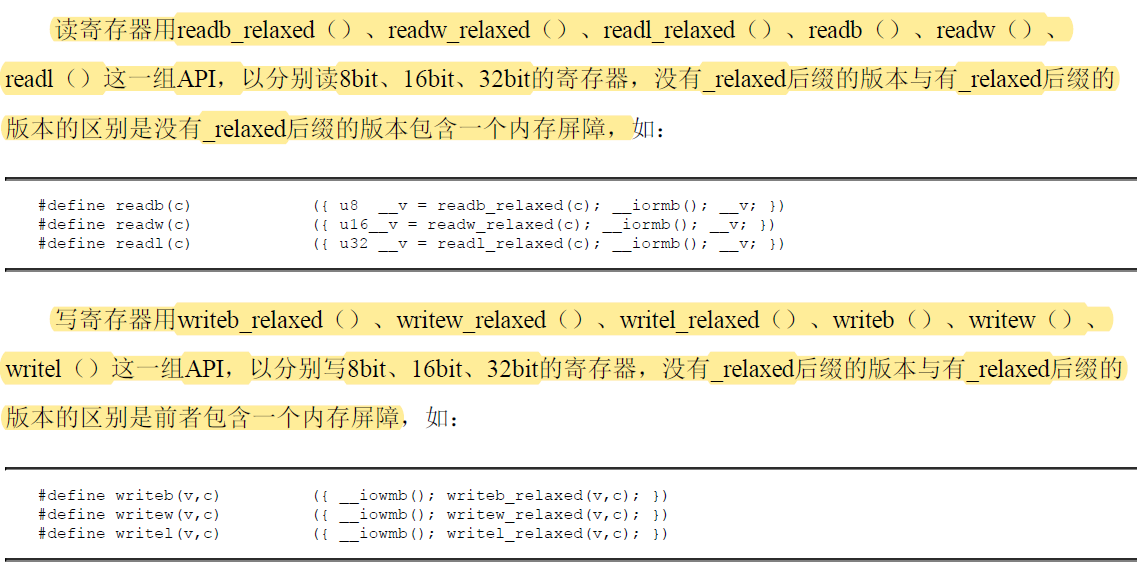 读寄存器用readb_relaxed（）、readw_relaxed（）、readl_relaxed（）、readb（）、readw（）、
readl（）这一组API，以分别读8bit、16bit、32bit的寄存器，没有_relaxed后缀的版本与有_relaxed后缀的
版本的区别是没有_relaxed后缀的版本包含一个内存屏障，如：
#define readb(c) ({ u8 __v = readb_relaxed(c); __iormb(); __v; })
#define readw(c) ({ u16__v = readw_relaxed(c); __iormb(); __v; })
#define readl(c) ({ u32 __v = readl_relaxed(c); __iormb(); __v; })
写寄存器用writeb_relaxed（）、writew_relaxed（）、writel_relaxed（）、writeb（）、writew（）、
writel（）这一组API，以分别写8bit、16bit、32bit的寄存器，没有_relaxed后缀的版本与有_relaxed后缀的
版本的区别是前者包含一个内存屏障，如：
#define writeb(v,c) ({ __iowmb(); writeb_relaxed(v,c); })
#define writew(v,c) ({ __iowmb(); writew_relaxed(v,c); })
#define writel(v,c) ({ __iowmb(); writel_relaxed(v,c); })